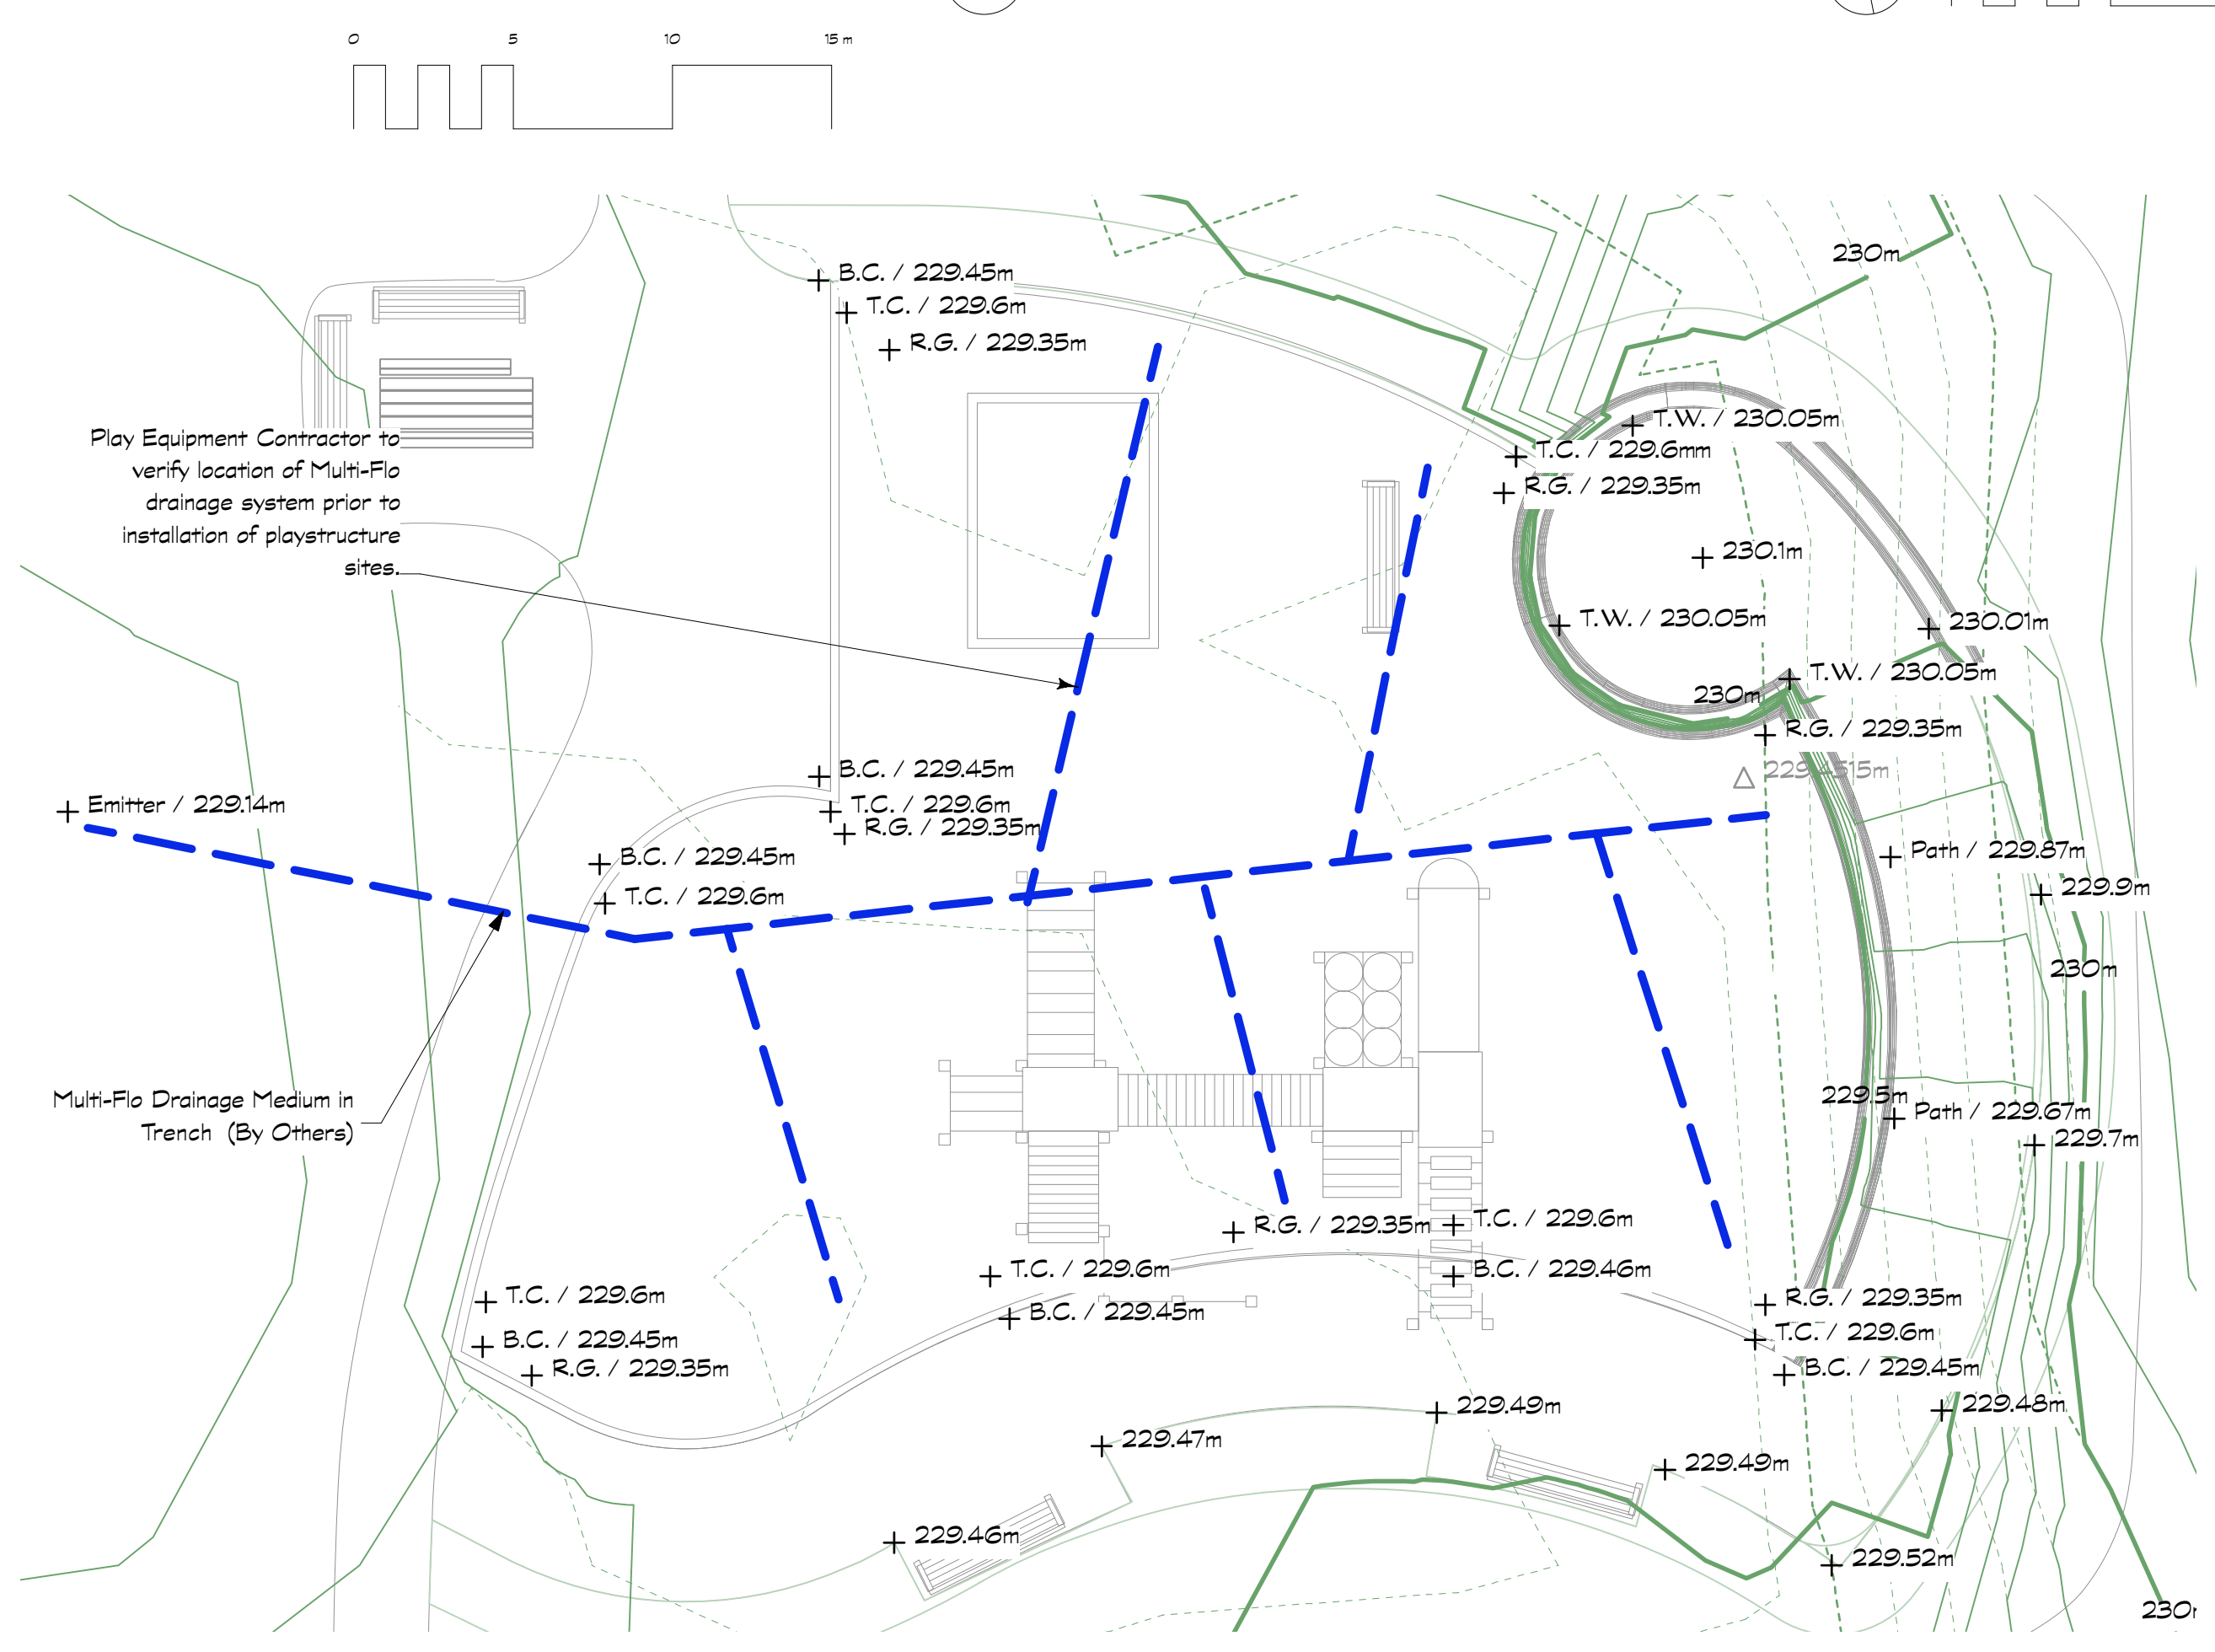 0 5 10 15 m
230m
B.C. / 229.45m
T.C. / 229.6m
R.G. / 229.35m
T.W. / 230.05m
Play Equipment Contractor to
verify location of Multi-Flo
drainage system prior to
installation of playstructure
sites.
T.C. / 229.6mm
R.G. / 229.35m
230.1m
T.W. / 230.05m
230.01m
T.W. / 230.05m
230m
R.G. / 229.35m
B.C. / 229.45m
Emitter / 229.14m
T.C. / 229.6m
R.G. / 229.35m
B.C. / 229.45m
Path / 229.87m
T.C. / 229.6m
229.9m
230m
Multi-Flo Drainage Medium in
Trench (By Others)
229.5m
Path / 229.67m
229.7m
R.G. / 229.35m
T.C. / 229.6m
T.C. / 229.6m
B.C. / 229.46m
T.C. / 229.6m
R.G. / 229.35m
B.C. / 229.45m
T.C. / 229.6m
B.C. / 229.45m
R.G. / 229.35m
B.C. / 229.45m
229.49m
229.48m
229.47m
229.49m
229.46m
229.52m